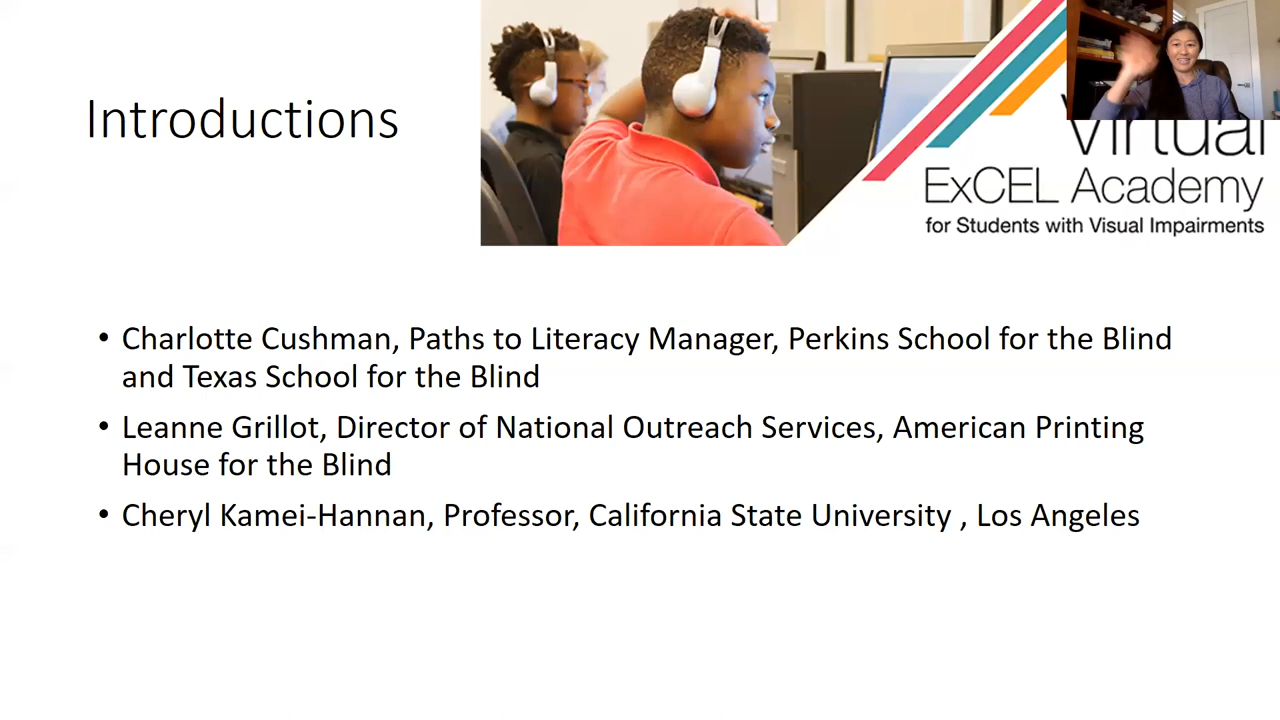 Introductions
Virtual
ExCEL Academy
for Students with Visual Impairments
• Charlotte Cushman, Paths to Literacy Manager, Perkins School for the Blind
and Texas School for the Blind
• Leanne Grillot, Director of National Outreach Services, American Printing
House for the Blind
• Cheryl Kamei-Hannan, Professor, California State University , Los Angeles